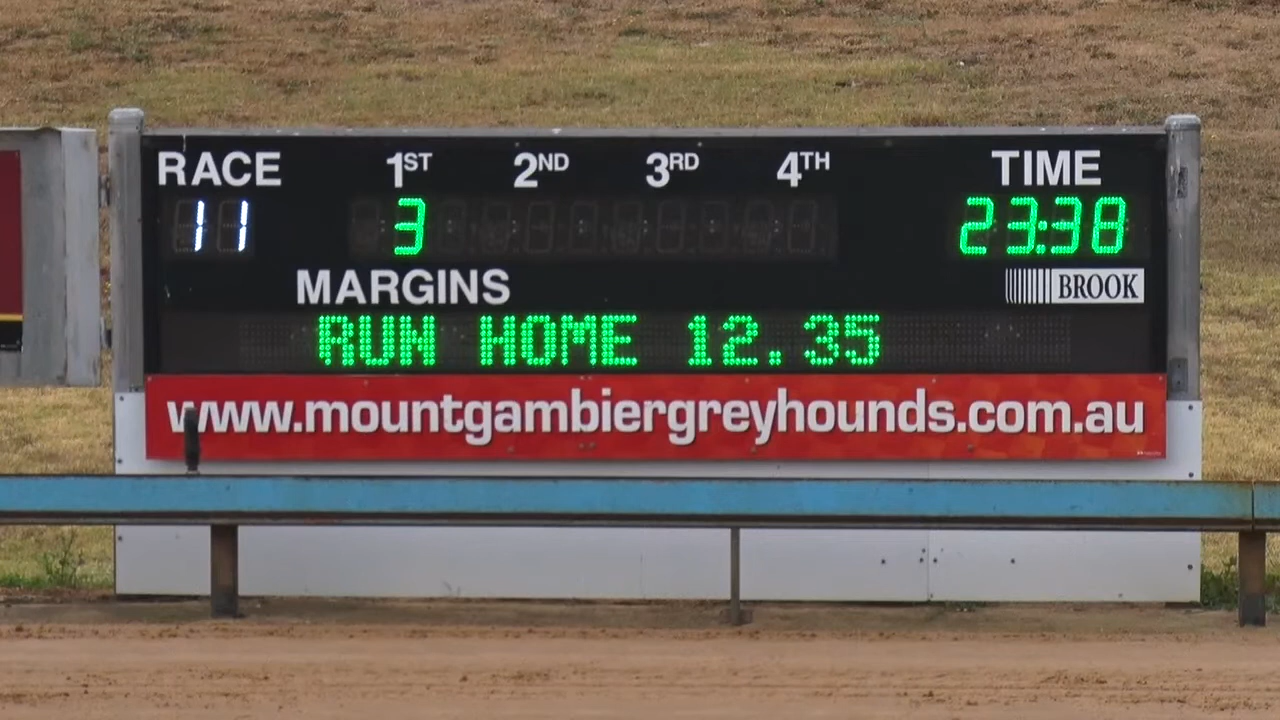 RACE 1ST 2ND 3RD 4TH TIME
11 3 23:38
MARGINS BROOK
RUN HOME 12.35
www.mountgambiergreyhounds.com.au